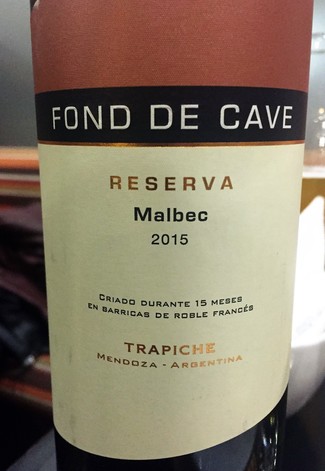 FOND DE CAVE
RESERVA
Malbec
2015
CRIADO DURANTE 15 MESES
EN BARRICAS DE ROBLE FRANCÉS
TRAPICHE
MENDOZA - ARGENTINA